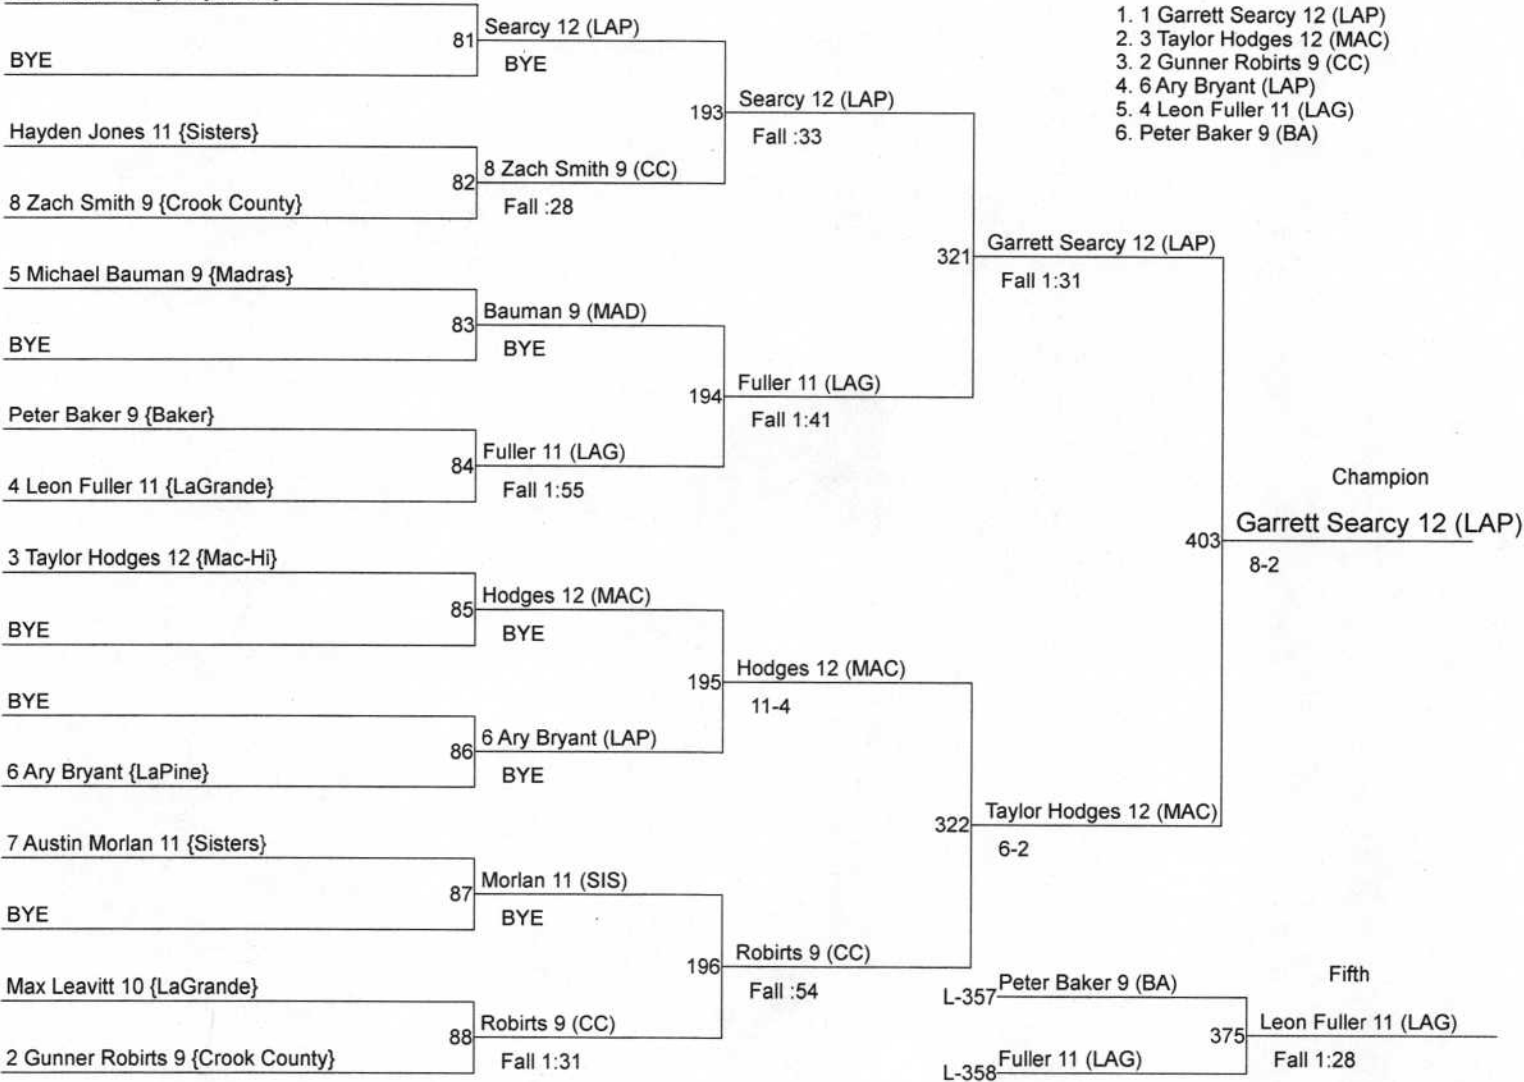 1. 1 Garrett Searcy 12 (LAP)
2. 3 Taylor Hodges 12 (MAC)
3. 2 Gunner Robirts 9 (CC)
4. 6 Ary Bryant (LAP)
5. 4 Leon Fuller 11 (LAG)
6. Peter Baker 9 (BA)
BYE
81
Searcy 12 (LAP)
BYE
Hayden Jones 11 {Sisters}
8 Zach Smith 9 {Crook County}
82
8 Zach Smith 9 (CC)
Fall :28
193
Searcy 12 (LAP)
Fall :33
5 Michael Bauman 9 {Madras}
BYE
83
Bauman 9 (MAD)
BYE
Peter Baker 9 {Baker}
4 Leon Fuller 11 {LaGrande}
84
Fuller 11 (LAG)
Fall 1:55
194
Fuller 11 (LAG)
Fall 1:41
321
Garrett Searcy 12 (LAP)
Fall 1:31
3 Taylor Hodges 12 {Mac-Hi}
BYE
85
Hodges 12 (MAC)
BYE
BYE
6 Ary Bryant {LaPine}
86
6 Ary Bryant (LAP)
BYE
195
Hodges 12 (MAC)
11-4
7 Austin Morlan 11 {Sisters}
BYE
87
Morlan 11 (SIS)
BYE
Max Leavitt 10 {LaGrande}
2 Gunner Robirts 9 {Crook County}
88
Robirts 9 (CC)
Fall 1:31
196
Robirts 9 (CC)
Fall :54
322
Taylor Hodges 12 (MAC)
6-2
Champion
403
Garrett Searcy 12 (LAP)
8-2
Fifth
L-357
Peter Baker 9 (BA)
L-358
Fuller 11 (LAG)
375
Leon Fuller 11 (LAG)
Fall 1:28